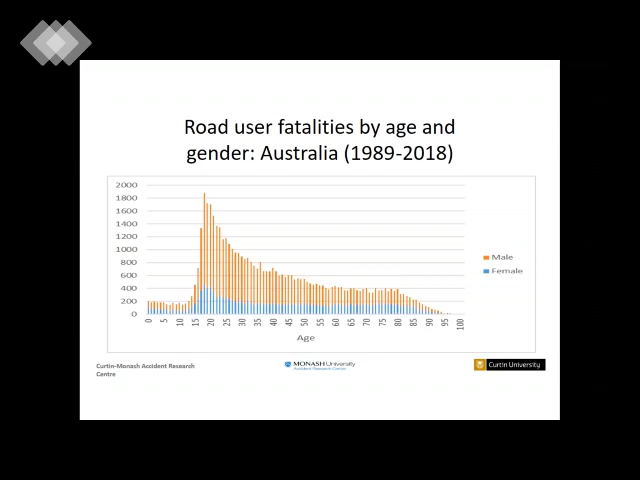 Road user fatalities by age and
gender: Australia (1989-2018)
2000
1800
1600
1400
1200
1000
800
600
400
200
0
0 5 10 15 20 25 30 35 40 45 50 55 60 65 70 75 80 85 90 95 100
Age
Male
Female
Curtin-Monash Accident Research
Centre
MONASH University
Accident Research Centre
Curtin University